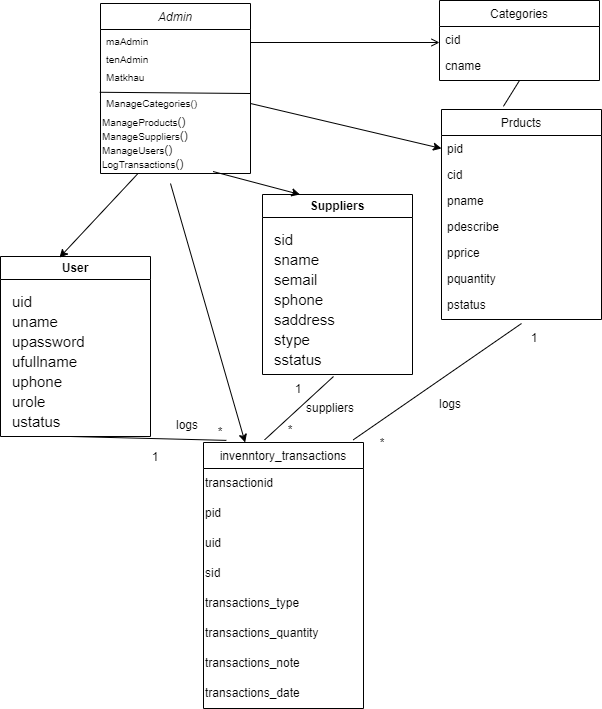 Admin
maAdmin
tenAdmin
Matkhau
ManageCategories()
ManageProducts()
ManageSuppliers()
ManageUsers()
LogTransactions()
Categories
cid
cname
Prducts
pid
cid
pname
pdescribe
pprice
pquantity
pstatus
Suppliers
sid
sname
semail
sphone
saddress
stype
sstatus
User
uid
uname
upassword
ufullname
uphone
urole
ustatus
logs
*
1
1
suppliers
*
1
logs
*
invenntory_transactions
transactionid
pid
uid
sid
transactions_type
transactions_quantity
transactions_note
transactions_date